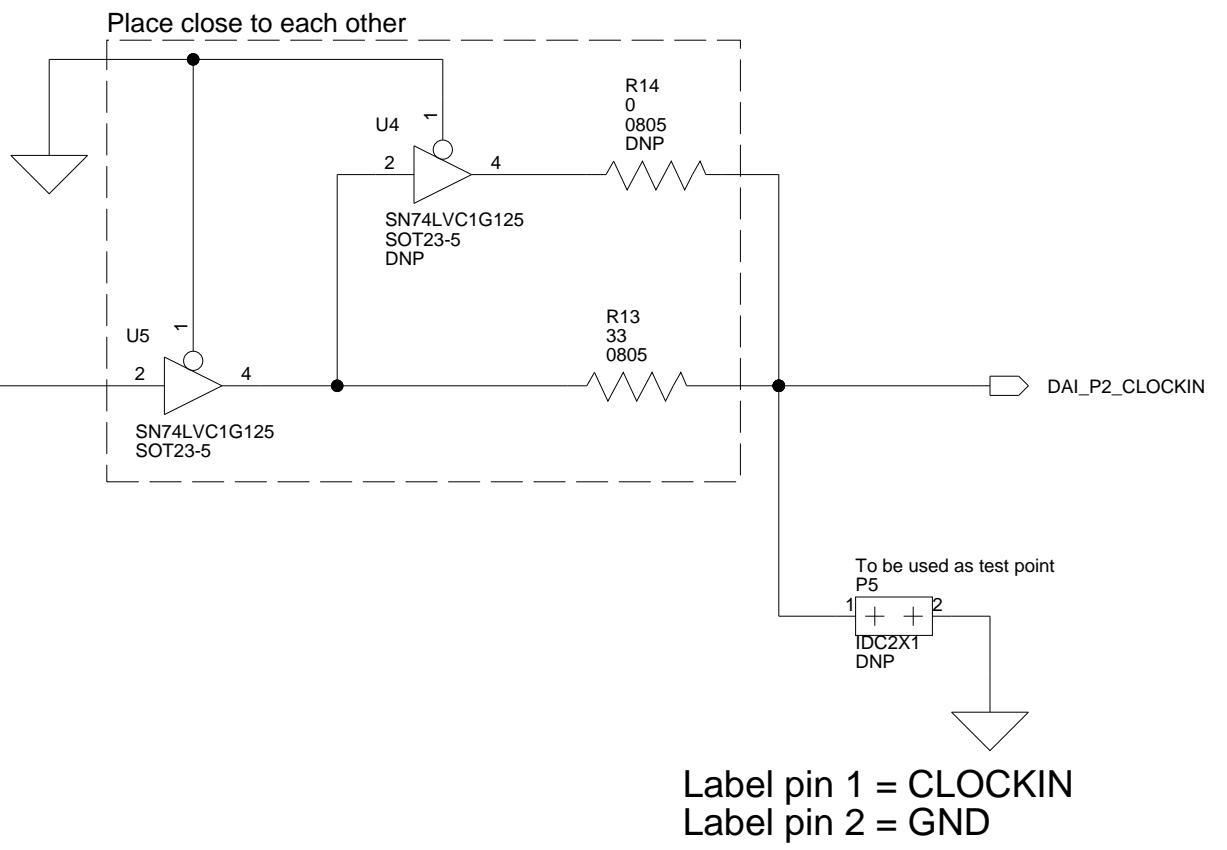 Place close to each other
R14
0
0805
DNP
U4
1
2
4
SN74LVC1G125
SOT23-5
DNP
U5
1
2
4
SN74LVC1G125
SOT23-5
R13
33
0805
DAI_P2_CLOCKIN
To be used as test point
P5
1
2
IDC2X1
DNP
Label pin 1 = CLOCKIN
Label pin 2 = GND